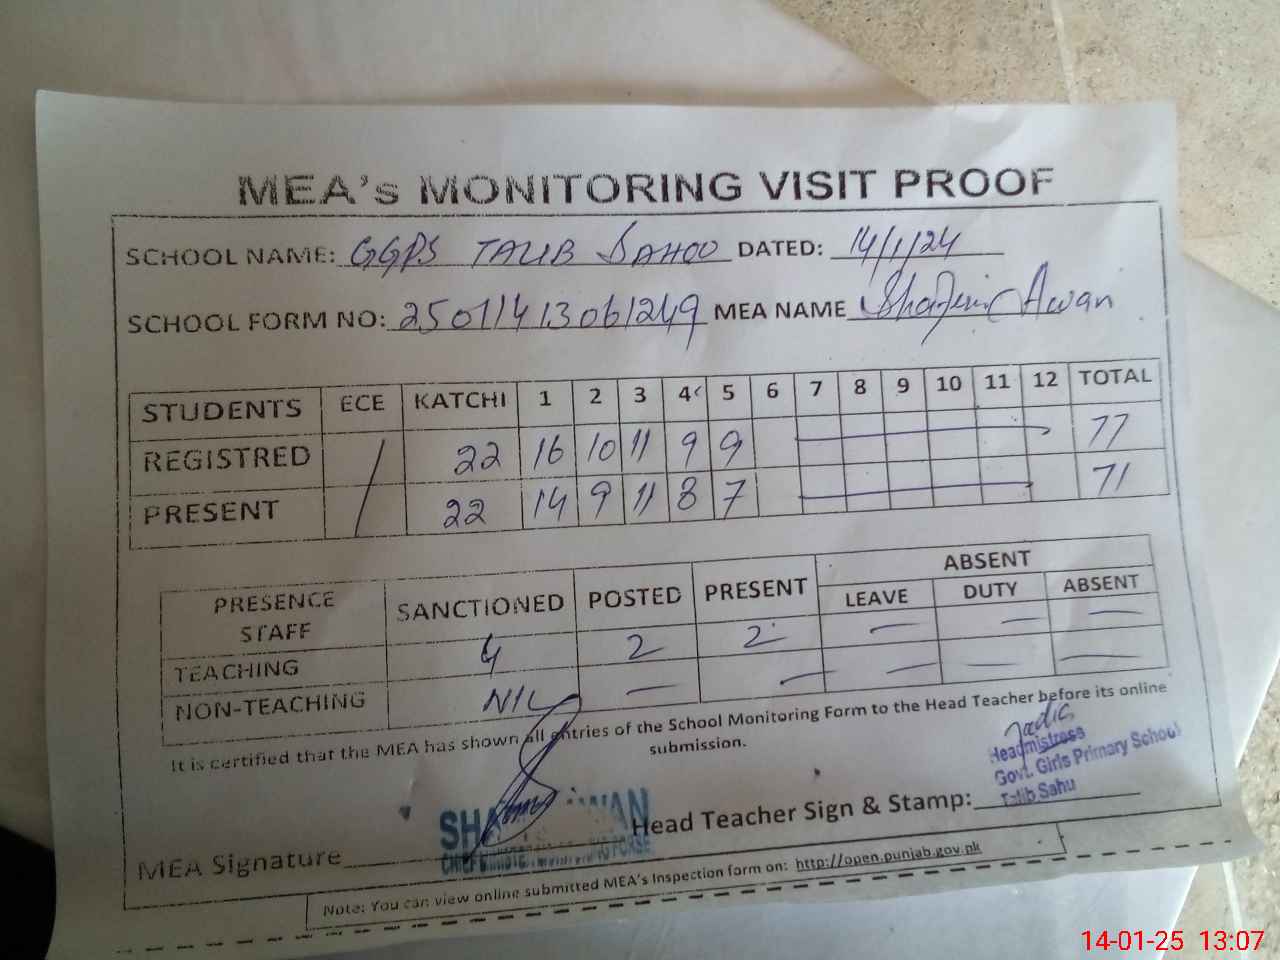 MEA's MONITORING VISIT PROOF
SCHOOL NAME: GGPS TALIB SAHOO DATED: 14/1/24
SCHOOL FORM NO: 25011413061249 MEA NAME Awan
STUDENTS ECE KATCHI 1 2 3 4 5 6 7 8 9 10 11 12 TOTAL
REGISTRED / 22 16 10 11 9 9 77
PRESENT 22 14 9 11 8 7 71
PRESENCE STAFF SANCTIONED POSTED PRESENT ABSENT
LEAVE DUTY ABSENT
TEACHING 4 2 2 — — —
NON-TEACHING NIL — — — — —
It is certified that the MEA has shown all entries of the School Monitoring Form to the Head Teacher before its online
submission.
Headmistress
Govt. Girls Primary School
Talib Sahu
MEA Signature SHA AWAN Head Teacher Sign & Stamp:
Note: You can view online submitted MEA's Inspection form on: http://open.punjab.gov.pk
14-01-25 13:07